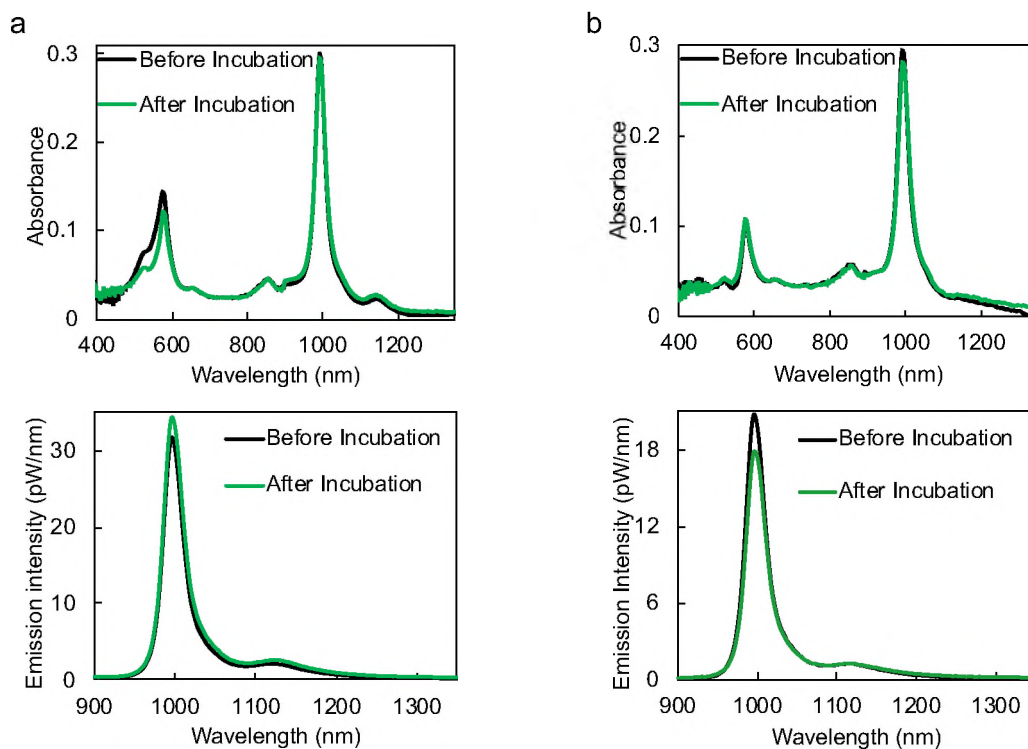 a
0.3
0.2
0.1
0
Absorbance
Before Incubation
After Incubation
400 600 800 1000 1200
Wavelength (nm)
b
0.3
0.2
0.1
0
Absorbance
Before Incubation
After Incubation
400 600 800 1000 1200
Wavelength (nm)
30
20
10
0
Emission intensity (pW/nm)
Before Incubation
After Incubation
900 1000 1100 1200 1300
Wavelength (nm)
18
12
6
0
Emission Intensity (pW/nm)
Before Incubation
After Incubation
900 1000 1100 1200 1300
Wavelength (nm)